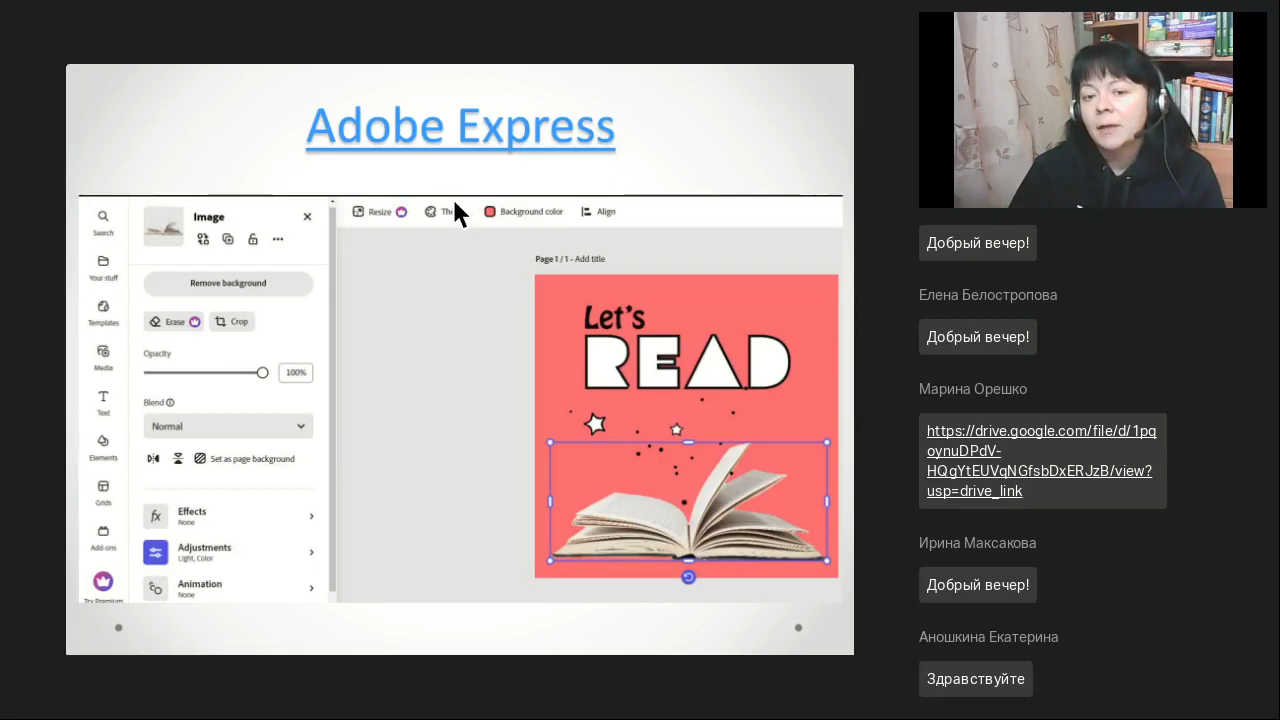 Adobe Express
Search
Your stuff
Templates
Media
Text
Elements
Grids
Add-ons
Try Premium
Image
Remove background
Erase
Crop
Opacity
100%
Blend
Normal
Set as page background
fx
Effects
None
Adjustments
Light, Color
Animation
None
Resize
Background color
Align
Page 1 / 1 - Add title
Let's
READ
Добрый вечер!
Елена Белостропова
Добрый вечер!
Марина Орешко
https://drive.google.com/file/d/1pq
oynuDPdV-
HQgYtEUVqNGfsbDxERJzB/view?
usp=drive_link
Ирина Максакова
Добрый вечер!
Аношкина Екатерина
Здравствуйте